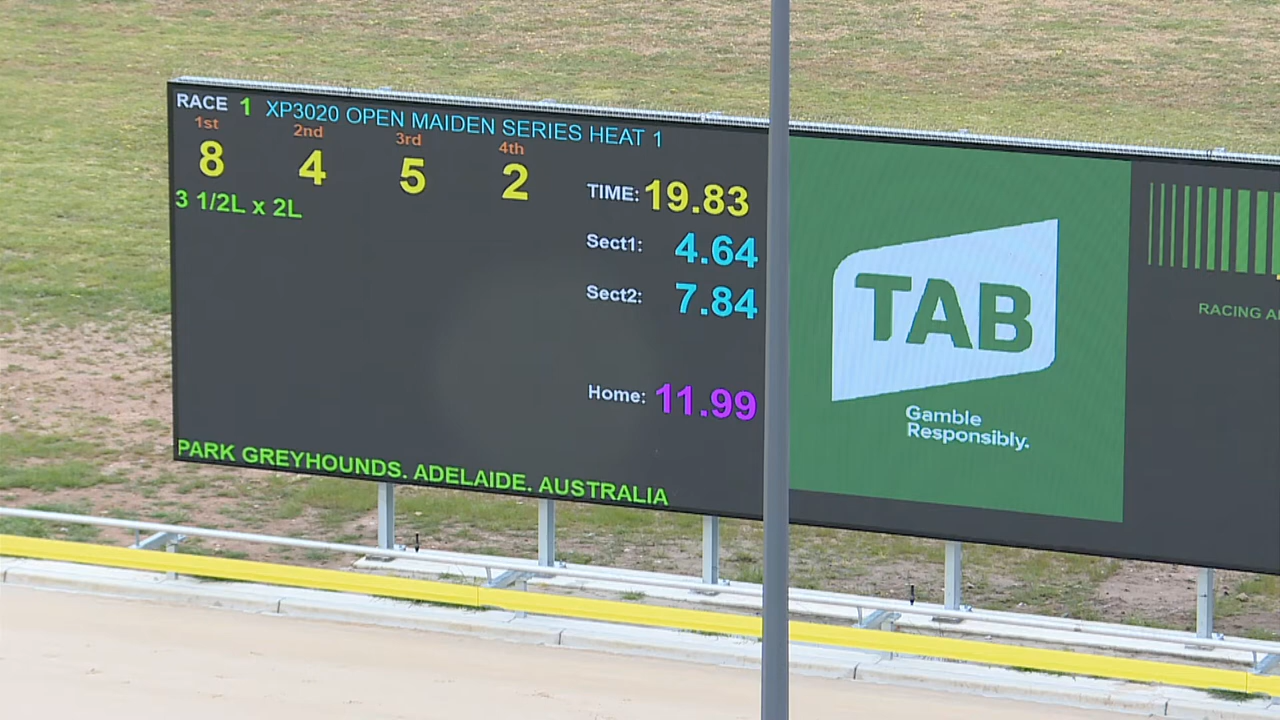 RACE 1 XP3020 OPEN MAIDEN SERIES HEAT 1
1st 2nd 3rd 4th
8 4 5 2
3 1/2L x 2L
TIME: 19.83
Sect1: 4.64
Sect2: 7.84
Home: 11.99
PARK GREYHOUNDS. ADELAIDE. AUSTRALIA
TAB
Gamble
Responsibly.
RACING